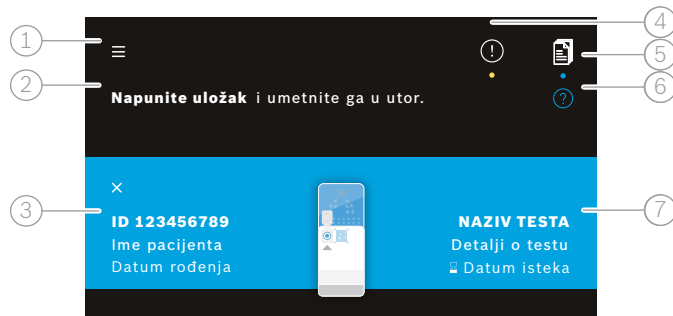 1
4
5
2
Napunite uložak i umetnite ga u utor.
6
?
!
3
ID 123456789
Ime pacijenta
Datum rođenja
7
NAZIV TESTA
Detalji o testu
Datum isteka